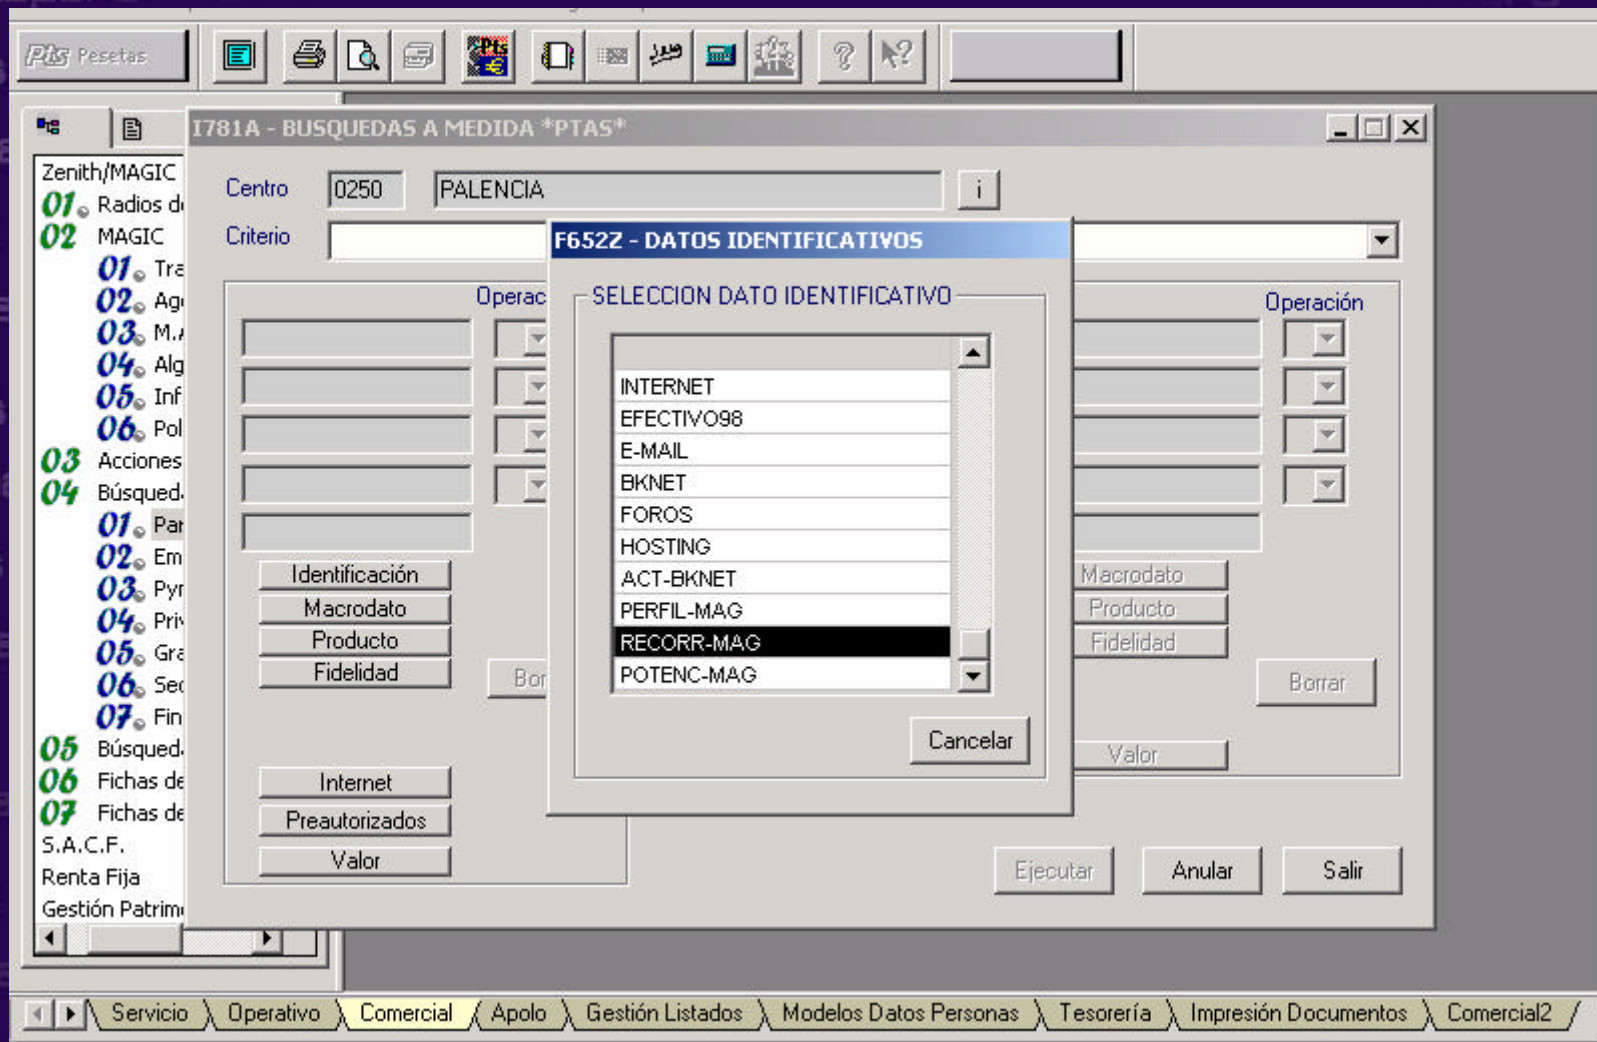 Pts Pesetas
Pts
I781A - BUSQUEDAS A MEDIDA *PTAS*
Zenith/MAGIC
01 Radios d
02 MAGIC
01 Tra
02 Ag
03 M.
04 Alg
05 Inf
06 Pol
03 Acciones
04 Búsqued
01 Par
02 Em
03 Pyr
04 Pri
05 Gra
06 Sec
07 Fin
05 Búsqued
06 Fichas de
07 Fichas de
S.A.C.F.
Renta Fija
Gestión Patrim
Centro 0250 PALENCIA i
Criterio
Operac
Operación
Identificación
Macrodato
Producto
Fidelidad
Bor
Internet
Preautorizados
Valor
F652Z - DATOS IDENTIFICATIVOS
SELECCION DATO IDENTIFICATIVO
INTERNET
EFECTIVO98
E-MAIL
BKNET
FOROS
HOSTING
ACT-BKNET
PERFIL-MAG
RECORR-MAG
POTENC-MAG
Cancelar
Macrodato
Producto
Fidelidad
Borrar
Valor
Ejecutar Anular Salir
Servicio Operativo Comercial Apolo Gestión Listados Modelos Datos Personas Tesorería Impresión Documentos Comercial2